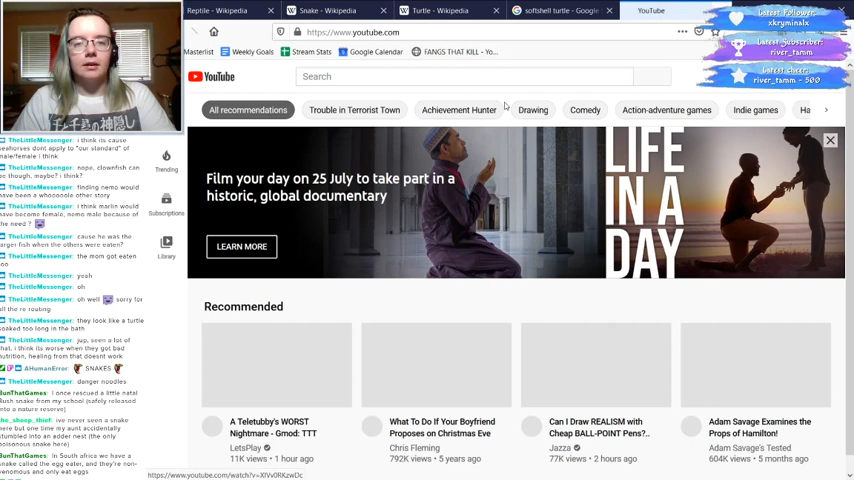 Reptile - Wikipedia
Snake - Wikipedia
Turtle - Wikipedia
softshell turtle - Google
YouTube
https://www.youtube.com
Masterlist
Weekly Goals
Stream Stats
Google Calendar
FANGS THAT KILL - Yo...
Latest Follower:
xkryminalx
Latest Subscriber:
river_tamm
Latest cheer:
river_tamm - 500
YouTube
Search
All recommendations
Trouble in Terrorist Town
Achievement Hunter
Drawing
Comedy
Action-adventure games
Indie games
Ha
Trending
Subscriptions
Library
Film your day on 25 July to take part in a
historic, global documentary
LEARN MORE
LIFE
IN A
DAY
Recommended
A Teletubby's WORST
Nightmare - Gmod: TTT
LetsPlay
11K views • 1 hour ago
What To Do If Your Boyfriend
Proposes on Christmas Eve
Chris Fleming
792K views • 5 years ago
Can I Draw REALISM with
Cheap BALL-POINT Pens?..
Jazza
77K views • 2 hours ago
Adam Savage Examines the
Props of Hamilton!
Adam Savage's Tested
604K views • 5 months ago
TheLittleMessenger: i think its cause
seahorses dont apply to "our standard" of
male/female I think
TheLittleMessenger: nope, clownfish can
be though, maybe? i think?
TheLittleMessenger: finding nemo would
have been a whooooole other story
TheLittleMessenger: i think marlin would
have become female, nemo male because of
the need ?
TheLittleMessenger: cause he was the
larger fish when the others were eaten?
TheLittleMessenger: the mom got eaten
TheLittleMessenger: yeah
TheLittleMessenger: oh
TheLittleMessenger: oh well sorry for
all the re routing
TheLittleMessenger: they look like a turtle
soaked too long in the bath
TheLittleMessenger: jup, seen a lot of
that. i think its worse when they got bad
nutrition, healing from that doesnt work
AHumanError: SNAKES
TheLittleMessenger: danger noodles
BunThatGames: I once rescued a little natal
snake from my school (safely released
into a nature reserve)
the_sheep_thief: ive never seen a snake
here but one time my aunt accidentally
stumbled into an adder nest (the only
poisonous snake here)
BunThatGames: In South africa we have a
snake called the egg eater, and they're non-
venomous and only eat eggs